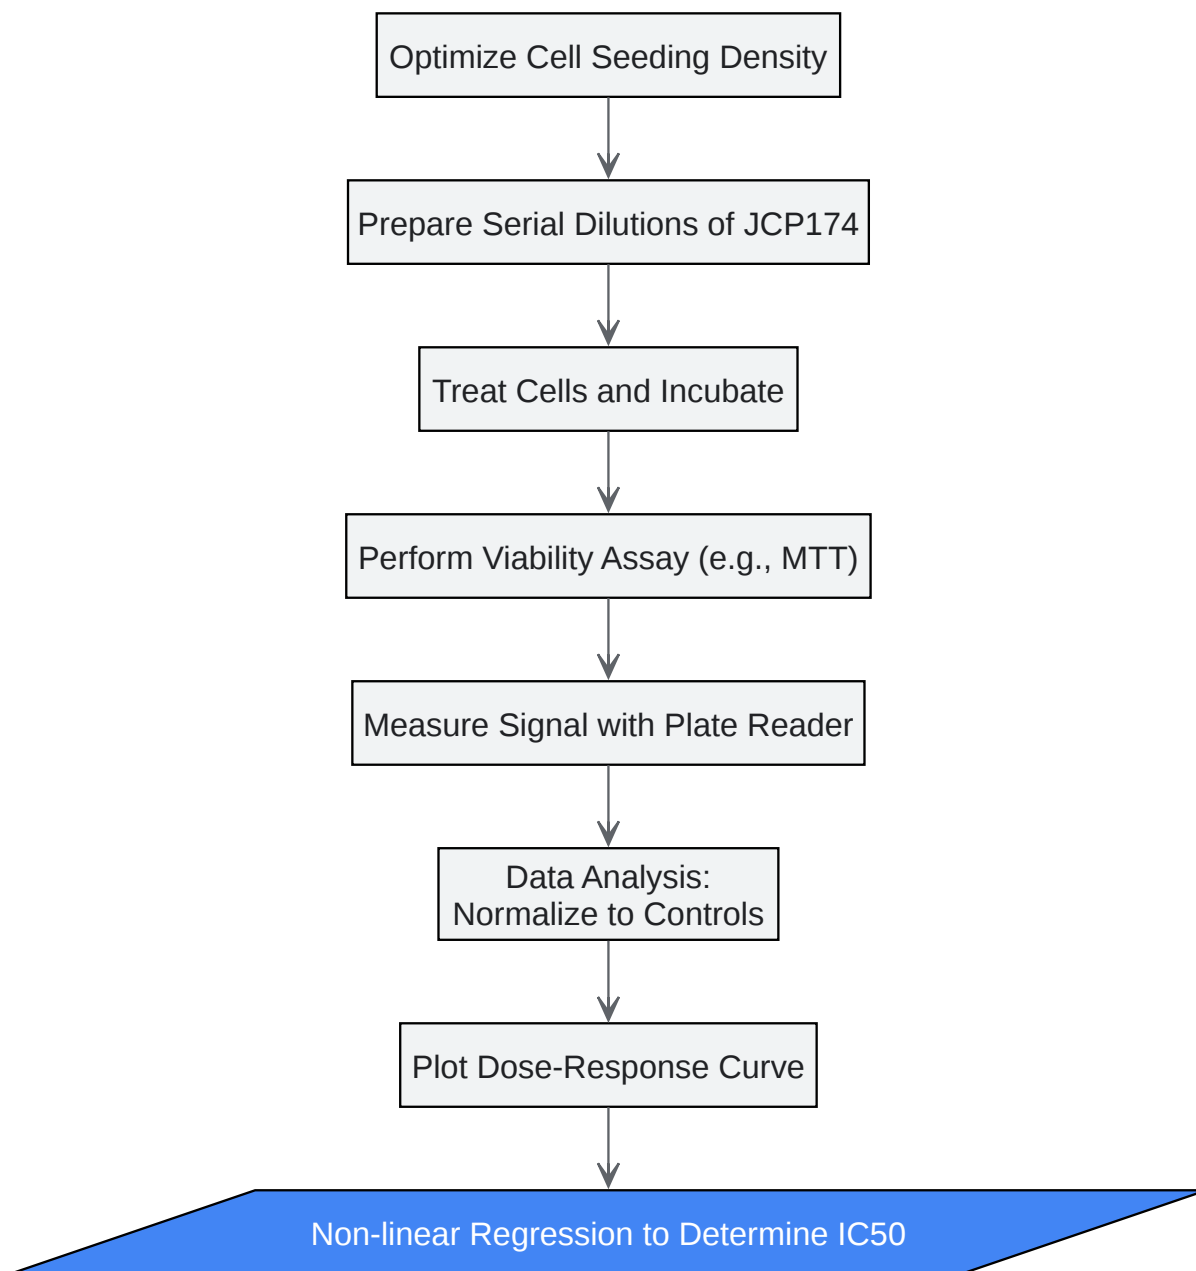 Optimize Cell Seeding Density
Prepare Serial Dilutions of JCP174
Treat Cells and Incubate
Perform Viability Assay (e.g., MTT)
Measure Signal with Plate Reader
Data Analysis:
Normalize to Controls
Plot Dose-Response Curve
Non-linear Regression to Determine IC50